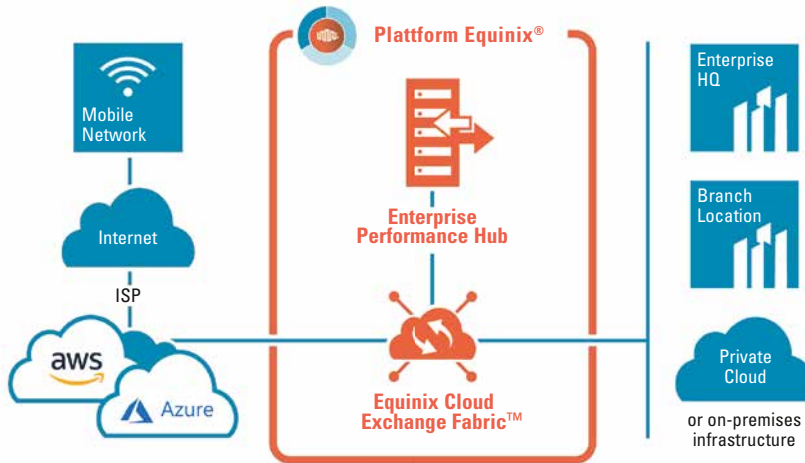 Plattform Equinix®
Mobile
Network
Internet
ISP
aws
Azure
Enterprise
Performance Hub
Equinix Cloud
Exchange Fabric™
Enterprise
HQ
Branch
Location
Private
Cloud
or on-premises
infrastructure